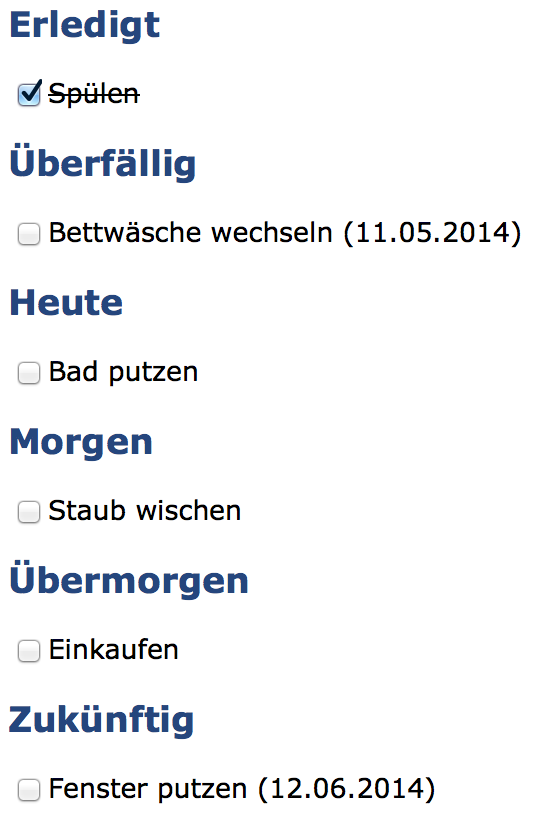 Erledigt
Spülen
Überfällig
Bettwäsche wechseln (11.05.2014)
Heute
Bad putzen
Morgen
Staub wischen
Übermorgen
Einkaufen
Zukünftig
Fenster putzen (12.06.2014)